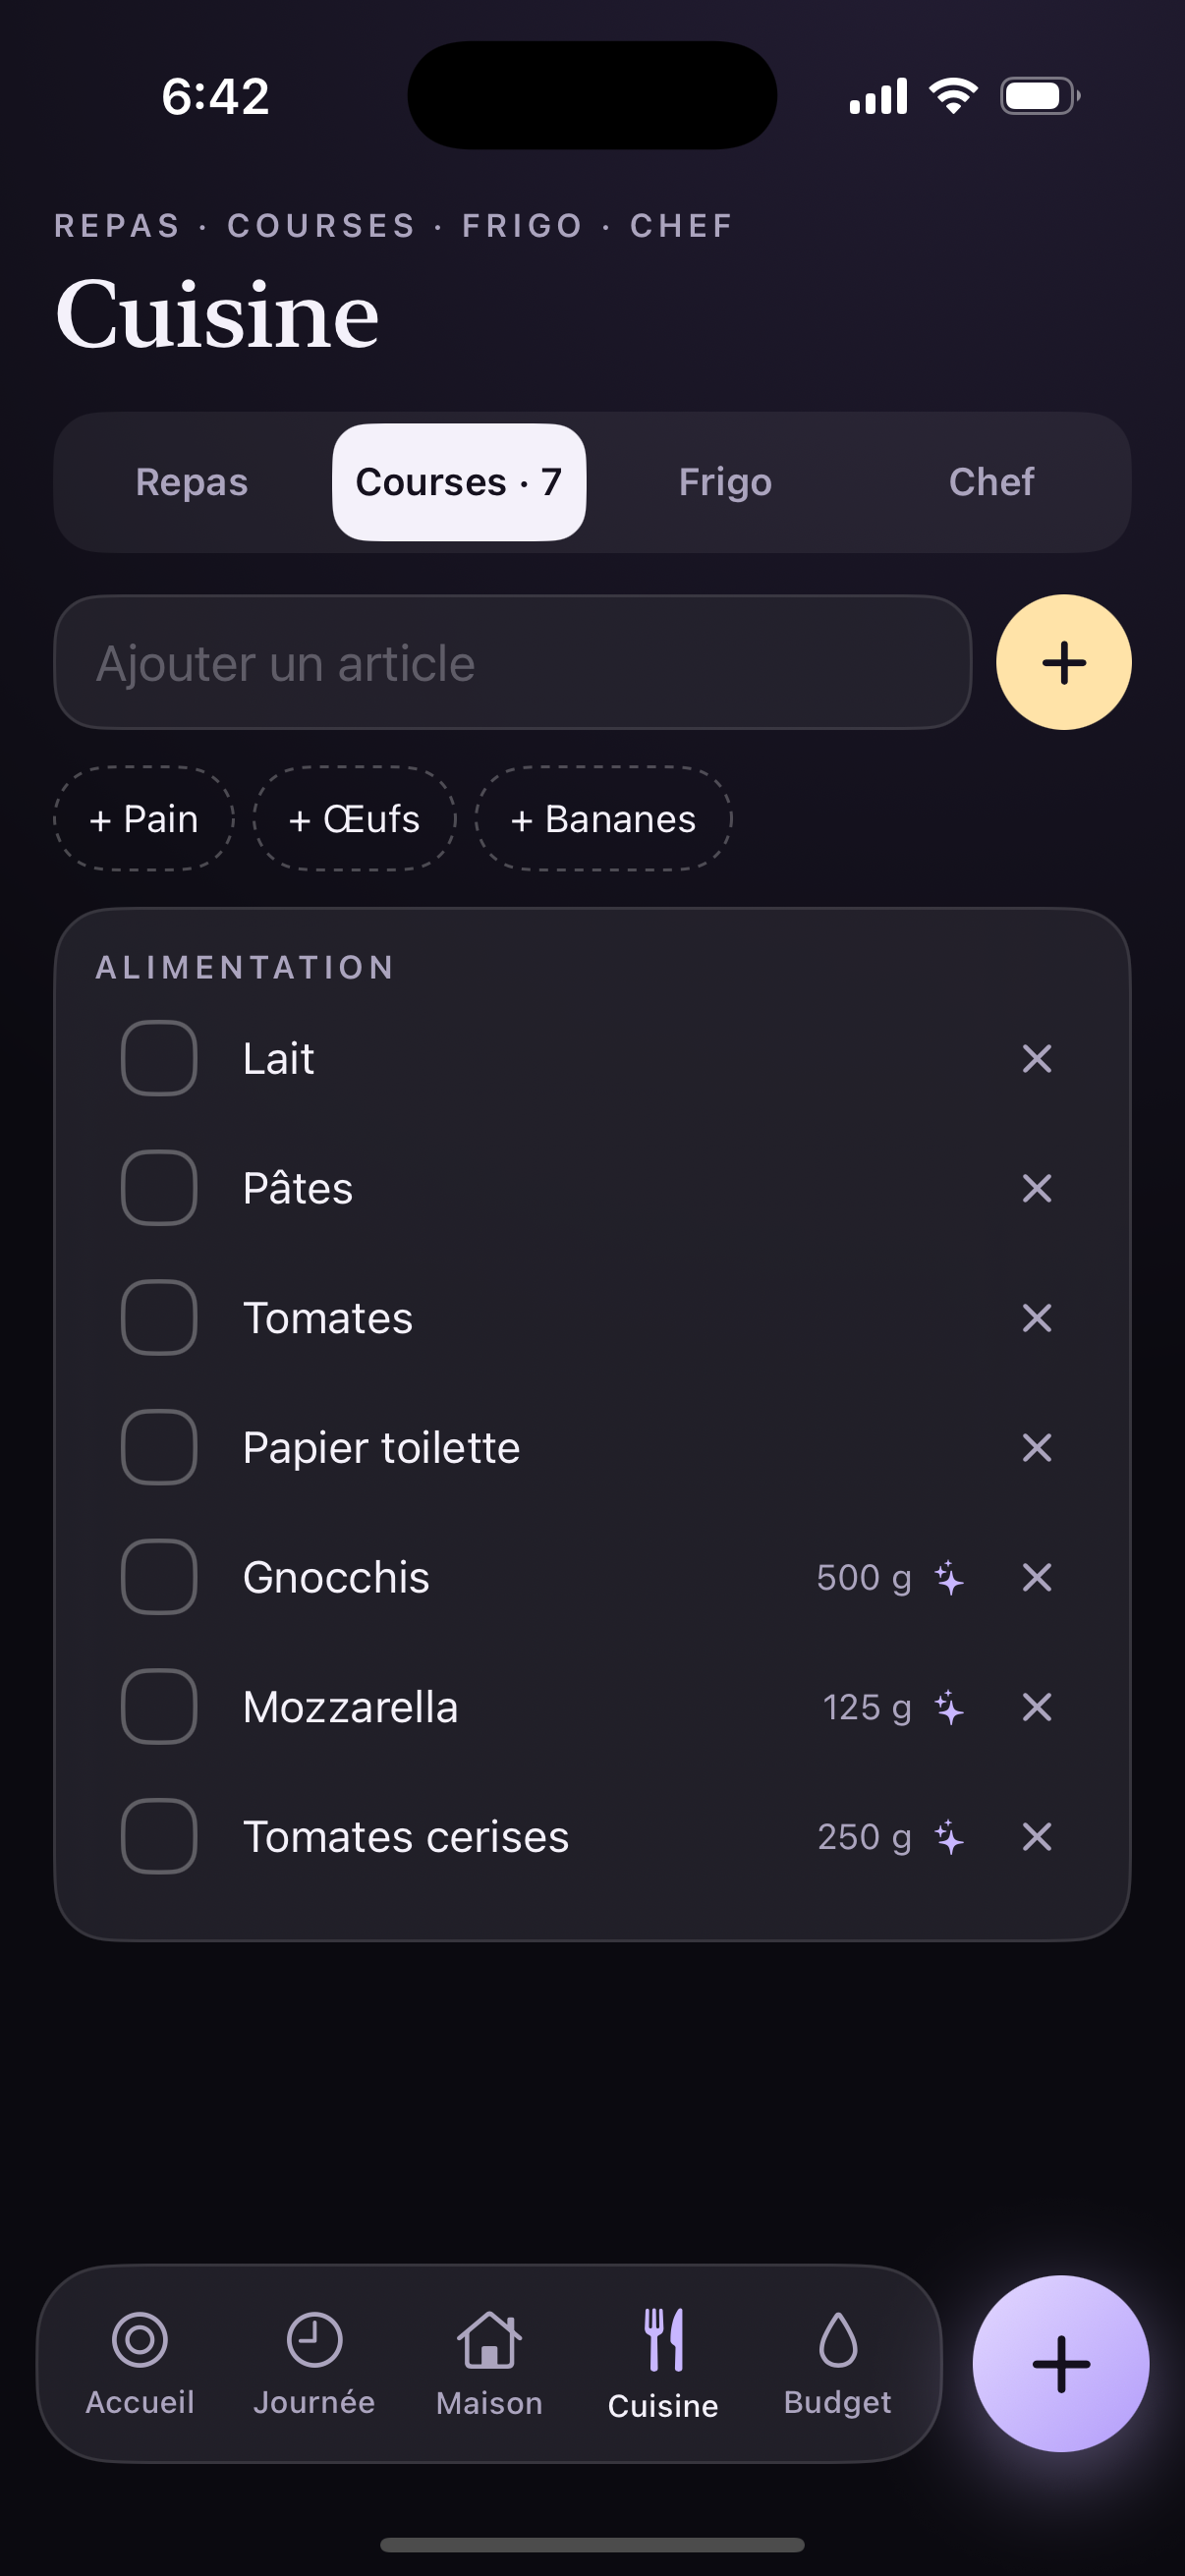 6:42
REPAS · COURSES · FRIGO · CHEF
Cuisine
Repas Courses · 7 Frigo Chef
Ajouter un article
+ Pain + Œufs + Bananes
ALIMENTATION
Lait
Pâtes
Tomates
Papier toilette
Gnocchis 500 g
Mozzarella 125 g
Tomates cerises 250 g
Accueil Journée Maison Cuisine Budget